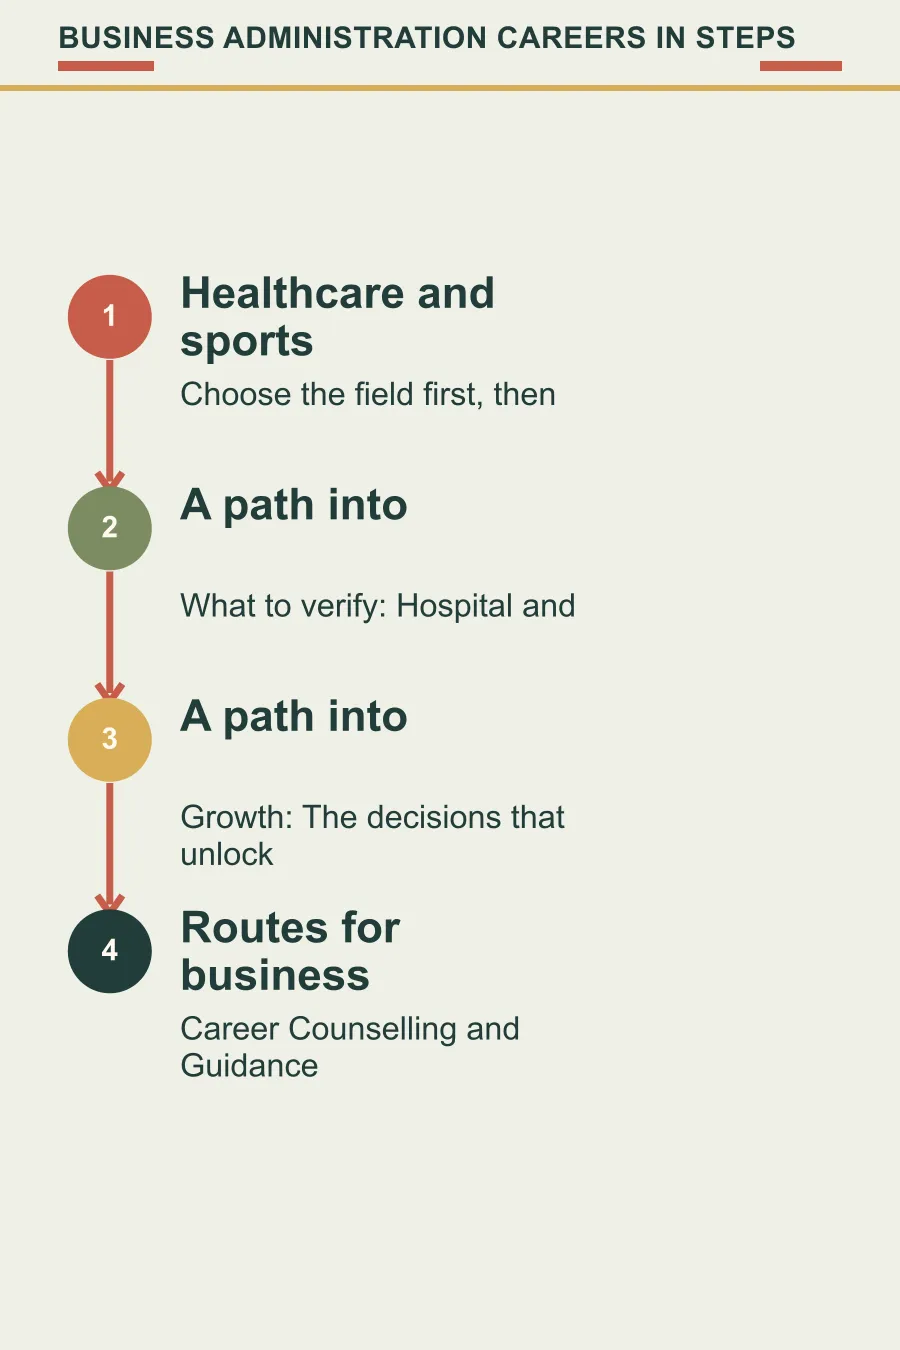 BUSINESS ADMINISTRATION CAREERS IN STEPS
1
Healthcare and
sports
Choose the field first, then
2
A path into
What to verify: Hospital and
3
A path into
Growth: The decisions that
unlock
4
Routes for
business
Career Counselling and
Guidance